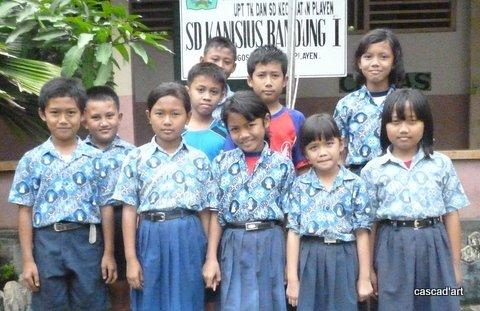 UPT TK DAN SD KECAMATAN PLAYEN
SD KANISIUS BANDUNG I
PLAYEN.
cascad'art